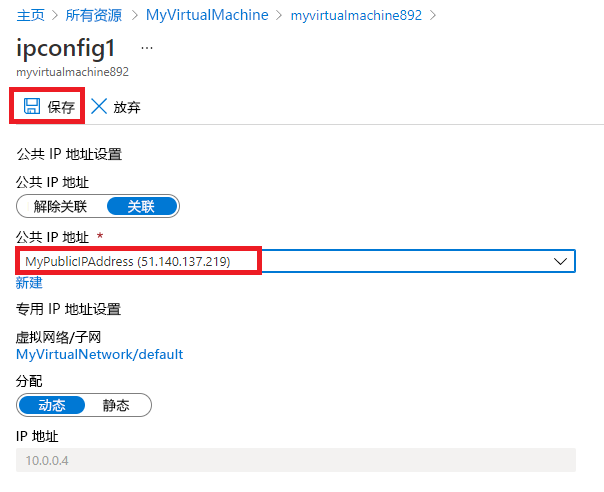 主页 > 所有资源 > MyVirtualMachine > myvirtualmachine892 >
ipconfig1 ...
myvirtualmachine892
保存 放弃
公共 IP 地址设置
公共 IP 地址
解除关联 关联
公共 IP 地址 *
MyPublicIPAddress (51.140.137.219)
新建
专用 IP 地址设置
虚拟网络/子网
MyVirtualNetwork/default
分配
动态 静态
IP 地址
10.0.0.4